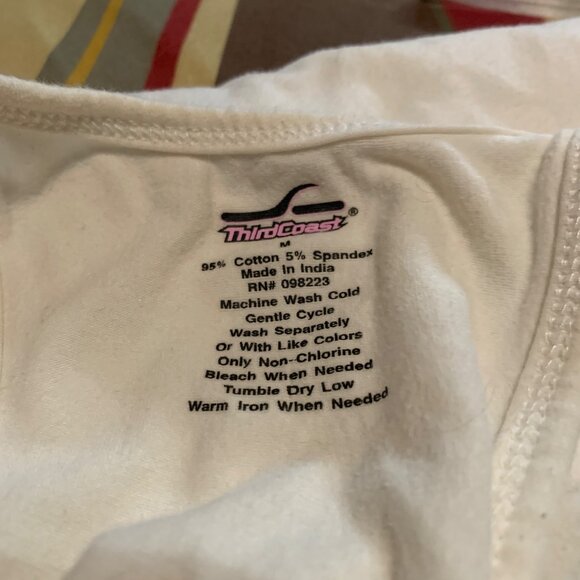 ThirdCoast®
M
95% Cotton 5% Spandex
Made In India
RN# 098223
Machine Wash Cold
Gentle Cycle
Wash Separately
Or With Like Colors
Only Non-Chlorine
Bleach When Needed
Tumble Dry Low
Warm Iron When Needed